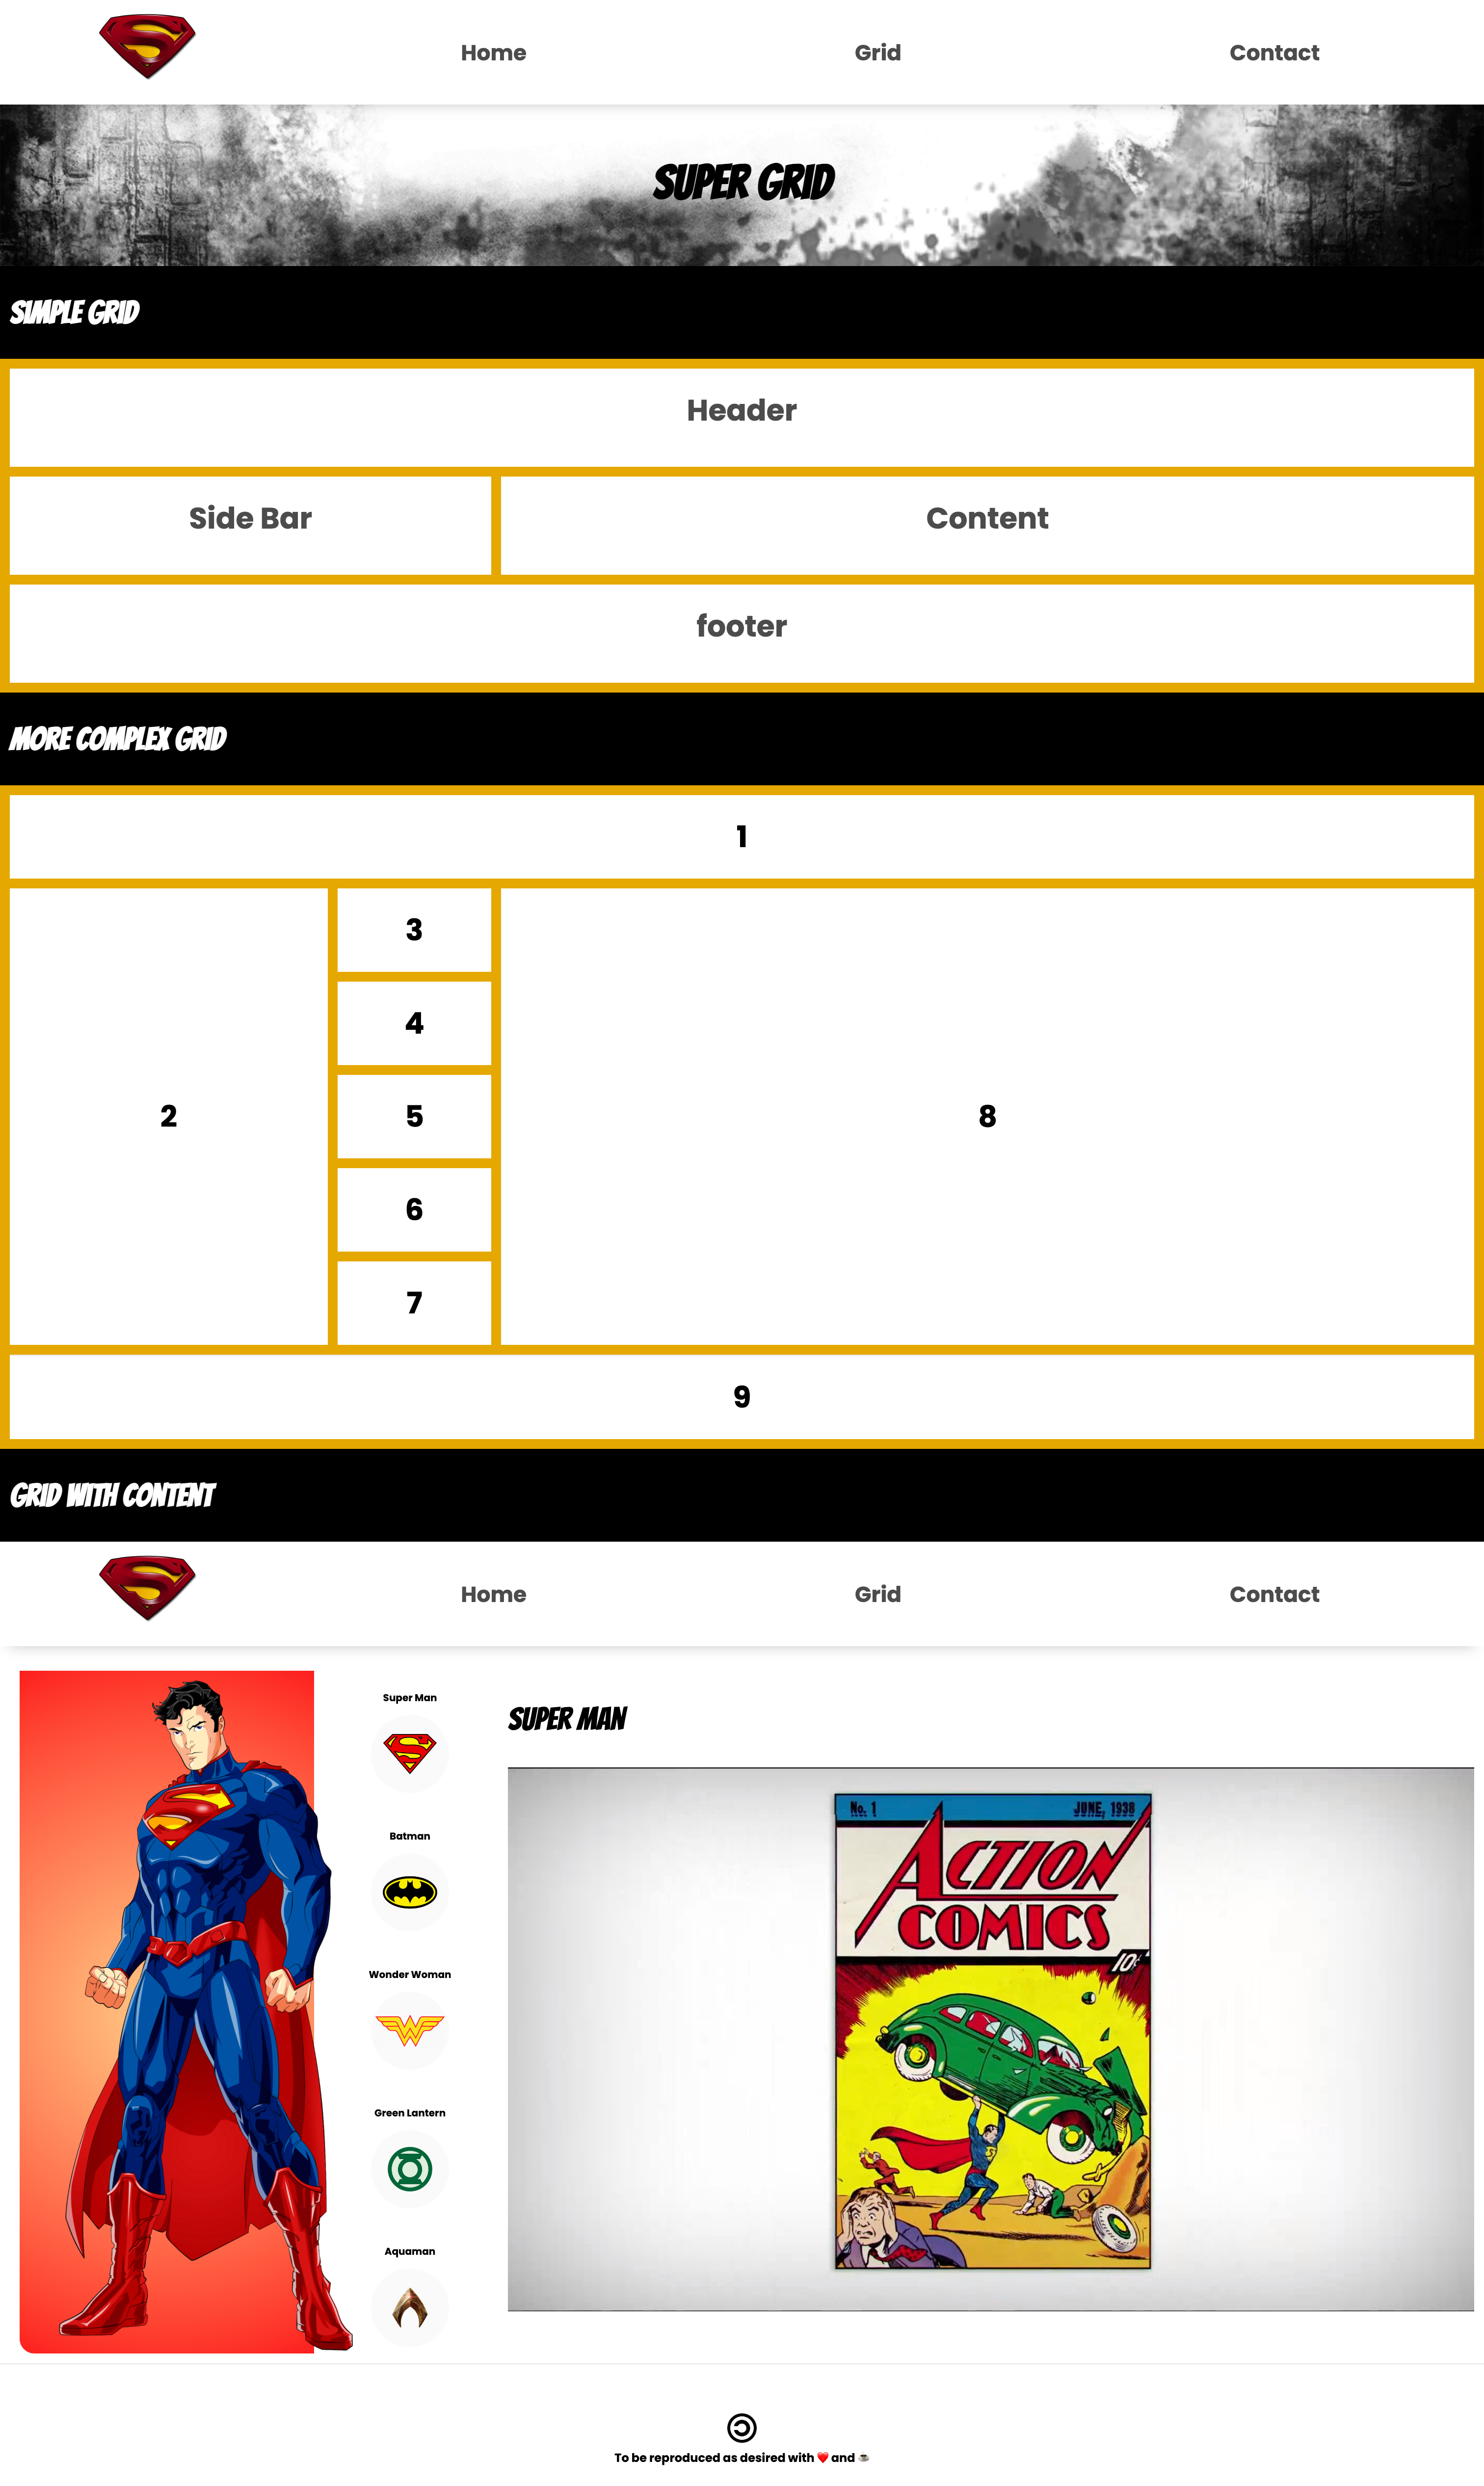 Home Grid Contact
SUPER GRID
SIMPLE GRID
Header
Side Bar Content
footer
MORE COMPLEX GRID
1
2
3
4
5
6
7
8
9
GRID WITH CONTENT
Home Grid Contact
Super Man
Batman
Wonder Woman
Green Lantern
Aquaman
SUPER MAN
No. 1 JUNE, 1938
ACTION
COMICS
10¢
To be reproduced as desired with ❤️ and ☕